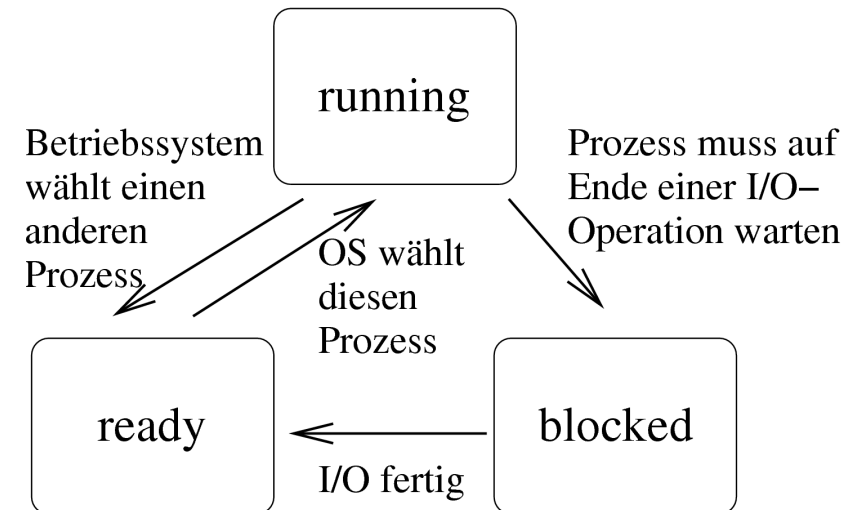 running
Betriebssystem
wählt einen
anderen
Prozess
Prozess muss auf
Ende einer I/O–
Operation warten
OS wählt
diesen
Prozess
ready
blocked
I/O fertig